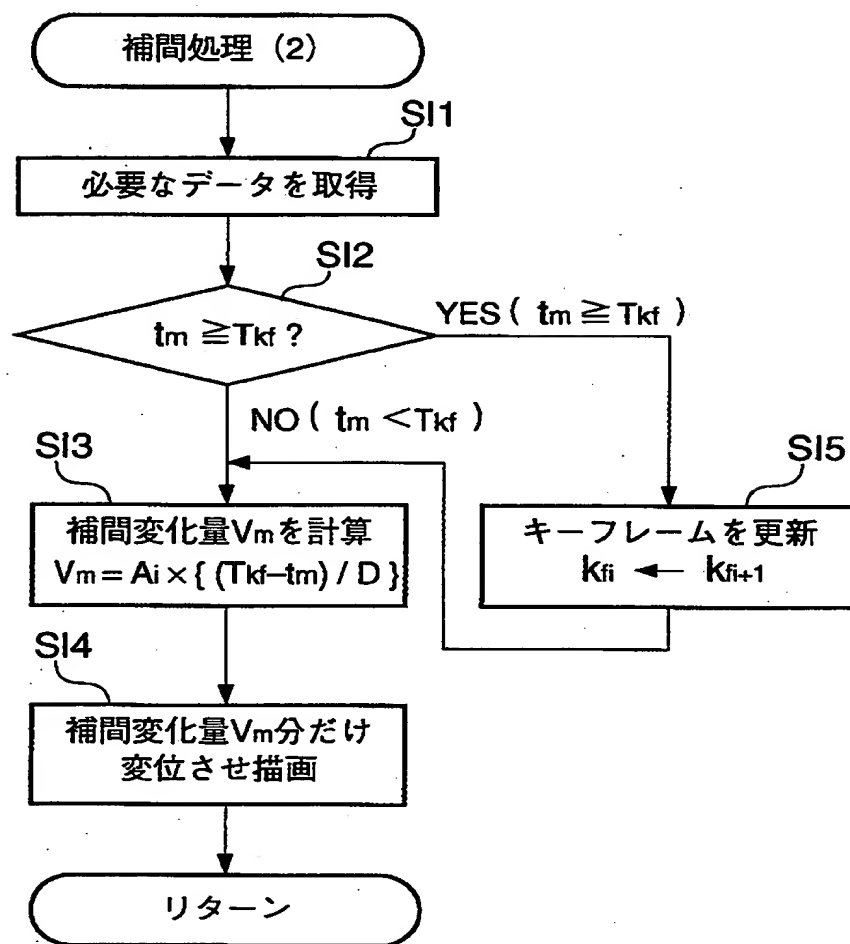 補間処理 (2)
SI1
必要なデータを取得
SI2
tm ≧ Tkf ?
YES ( tm ≧ Tkf )
NO ( tm < Tkf )
SI3
補間変化量Vmを計算
Vm = Ai × { (Tkf–tm) / D }
SI5
キーフレームを更新
kfi ← kfi+1
SI4
補間変化量Vm分だけ
変位させ描画
リターン